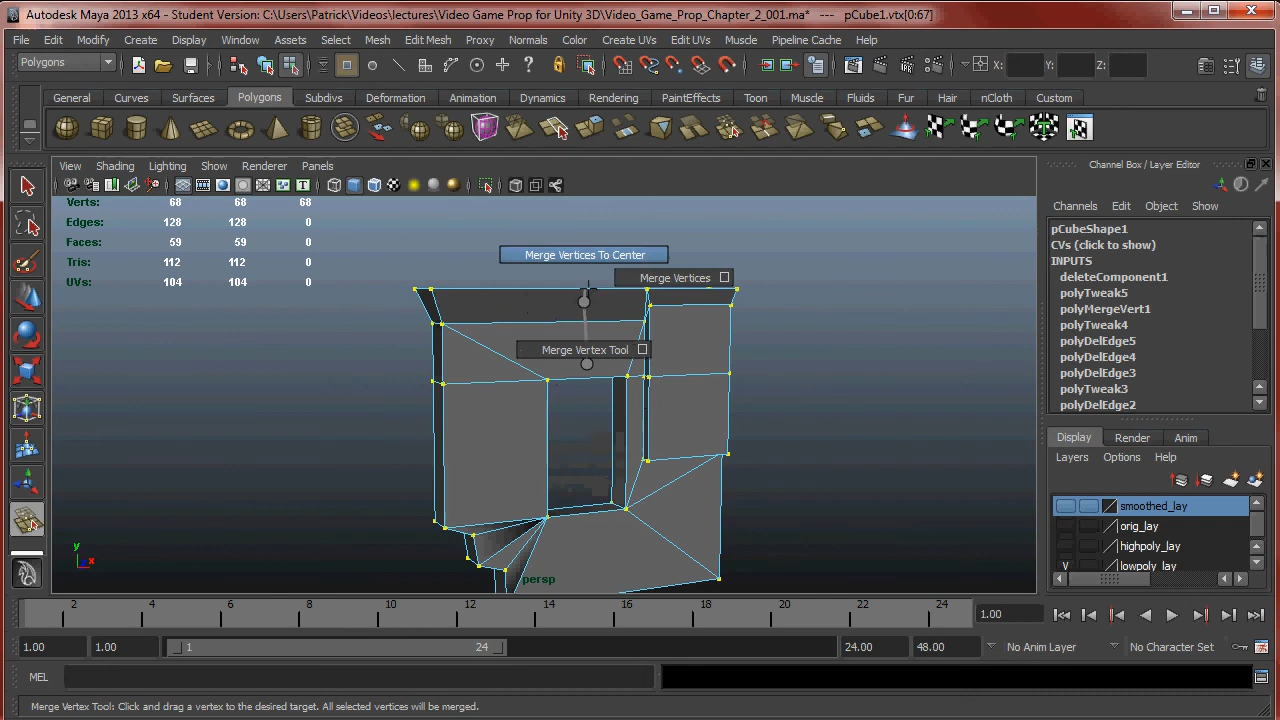 Autodesk Maya 2013 x64 - Student Version: C:\Users\Patrick\Videos\lectures\Video Game Prop for Unity 3D\Video_Game_Prop_Chapter_2_001.ma* --- pCube1.vtx[0:67]
File Edit Modify Create Display Window Assets Select Mesh Edit Mesh Proxy Normals Color Create UVs Edit UVs Muscle Pipeline Cache Help
Polygons X: Y: Z:
General Curves Surfaces Polygons Subdivs Deformation Animation Dynamics Rendering PaintEffects Toon Muscle Fluids Fur Hair nCloth Custom
View Shading Lighting Show Renderer Panels
Verts: 68 68 68
Edges: 128 128 0
Faces: 59 59 0
Tris: 112 112 0
UVs: 104 104 0
Merge Vertices To Center
Merge Vertices
Merge Vertex Tool
y
x
persp
Channel Box / Layer Editor
Channels Edit Object Show
pCubeShape1
CVs (click to show)
INPUTS
deleteComponent1
polyTweak5
polyMergeVert1
polyTweak4
polyDelEdge5
polyDelEdge4
polyDelEdge3
polyTweak3
polyDelEdge2
Display Render Anim
Layers Options Help
smoothed_lay
orig_lay
highpoly_lay
V lowpoly_lay
2 4 6 8 10 12 14 16 18 20 22 24 1.00
1.00 1.00 1 24 24.00 48.00 No Anim Layer No Character Set
MEL
Merge Vertex Tool: Click and drag a vertex to the desired target. All selected vertices will be merged.